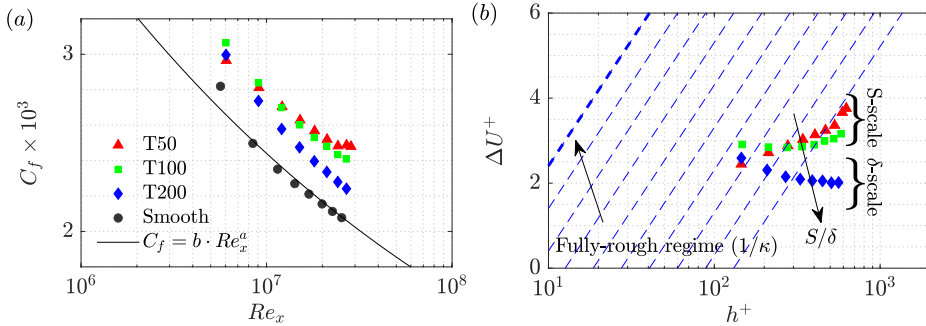 (a)
3
2
C_f × 10^3
T50
T100
T200
Smooth
C_f = b · Re_x^a
10^6
10^7
10^8
Re_x
(b)
6
4
2
0
ΔU^+
S-scale
δ-scale
Fully-rough regime (1/κ)
S/δ
10^1
10^2
10^3
h^+